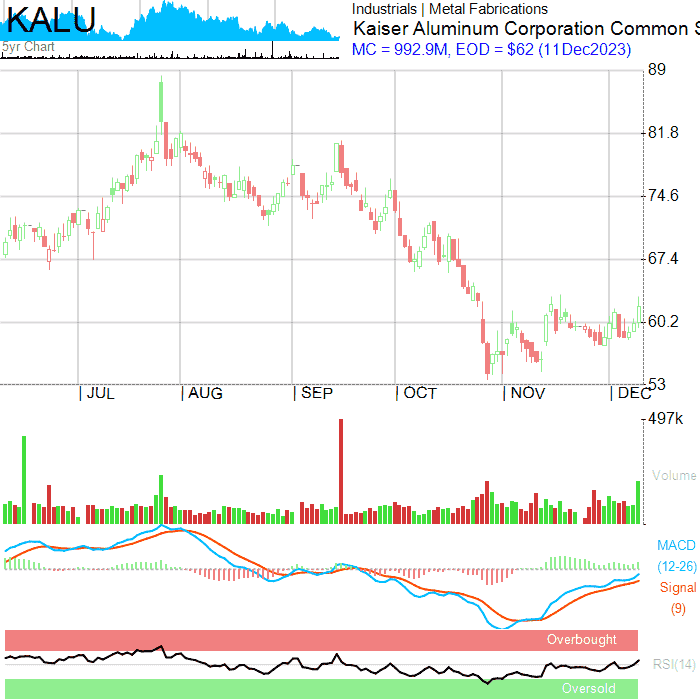 KALU
5yr Chart
Industrials | Metal Fabrications
Kaiser Aluminum Corporation Common S
MC = 992.9M, EOD = $62 (11Dec2023)
89
81.8
74.6
67.4
60.2
53
JUL
AUG
SEP
OCT
NOV
DEC
497k
Volume
MACD
(12-26)
Signal
(9)
Overbought
RSI(14)
Oversold